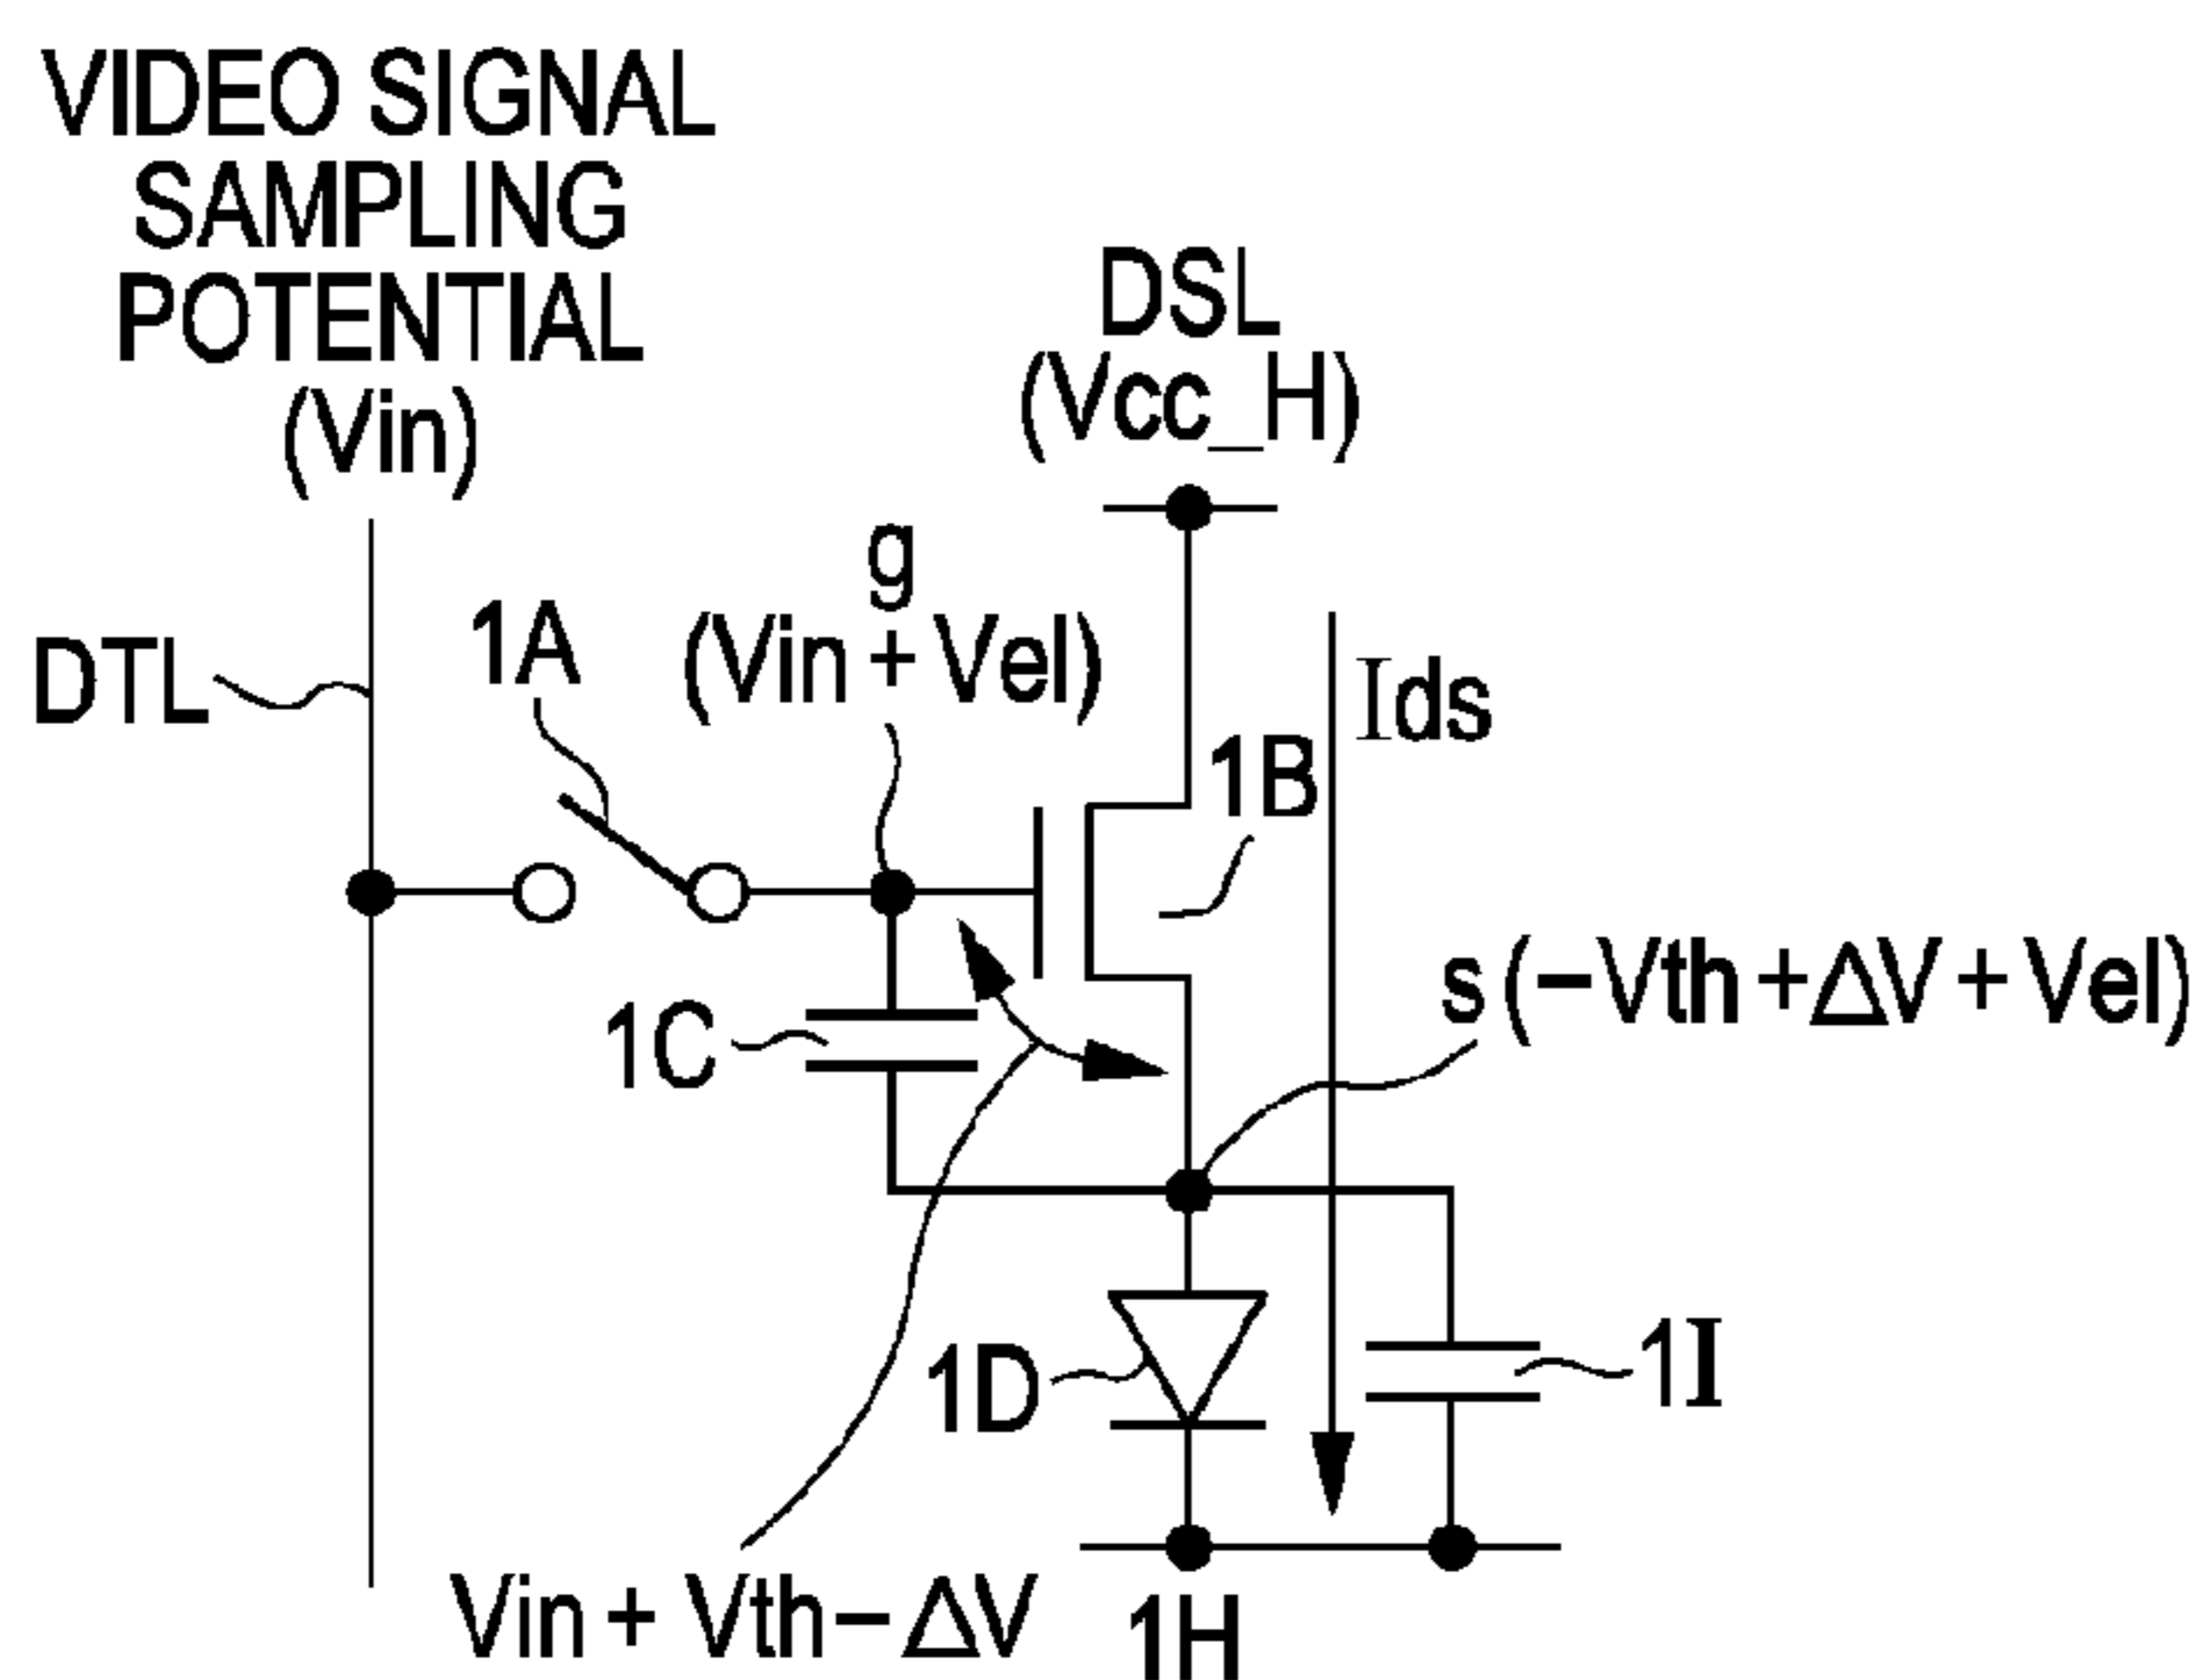 VIDEO SIGNAL
SAMPLING
POTENTIAL
(Vin)
DSL
(Vcc_H)
g
(Vin + Vel)
1A
DTL
Ids
1B
s (−Vth + ΔV + Vel)
1C
1D
1I
Vin + Vth − ΔV
1H